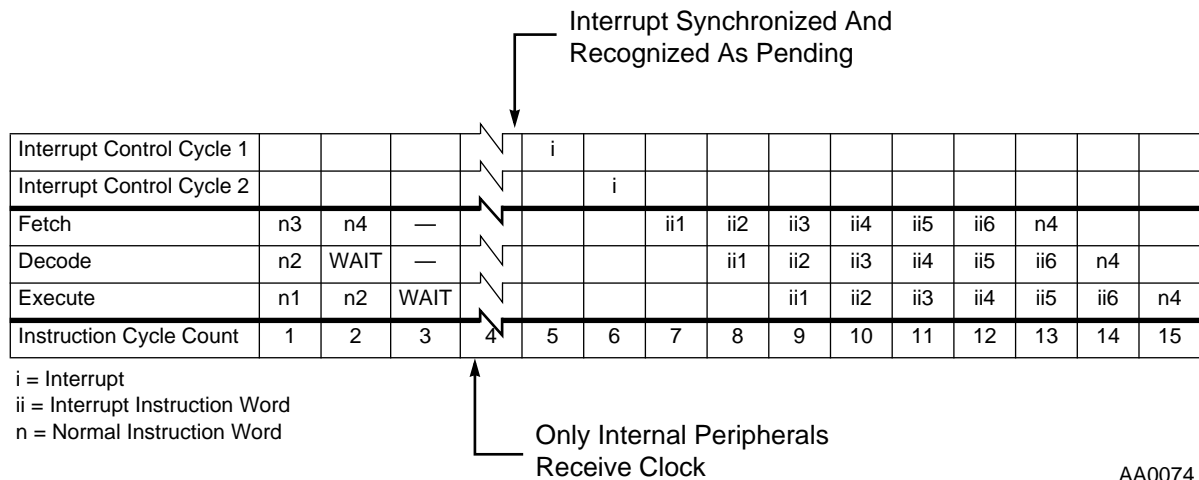 Interrupt Synchronized And
Recognized As Pending
Interrupt Control Cycle 1 i
Interrupt Control Cycle 2 i
Fetch n3 n4 — ii1 ii2 ii3 ii4 ii5 ii6 n4
Decode n2 WAIT — ii1 ii2 ii3 ii4 ii5 ii6 n4
Execute n1 n2 WAIT ii1 ii2 ii3 ii4 ii5 ii6 n4
Instruction Cycle Count 1 2 3 4 5 6 7 8 9 10 11 12 13 14 15
i = Interrupt
ii = Interrupt Instruction Word
n = Normal Instruction Word
Only Internal Peripherals
Receive Clock
AA0074